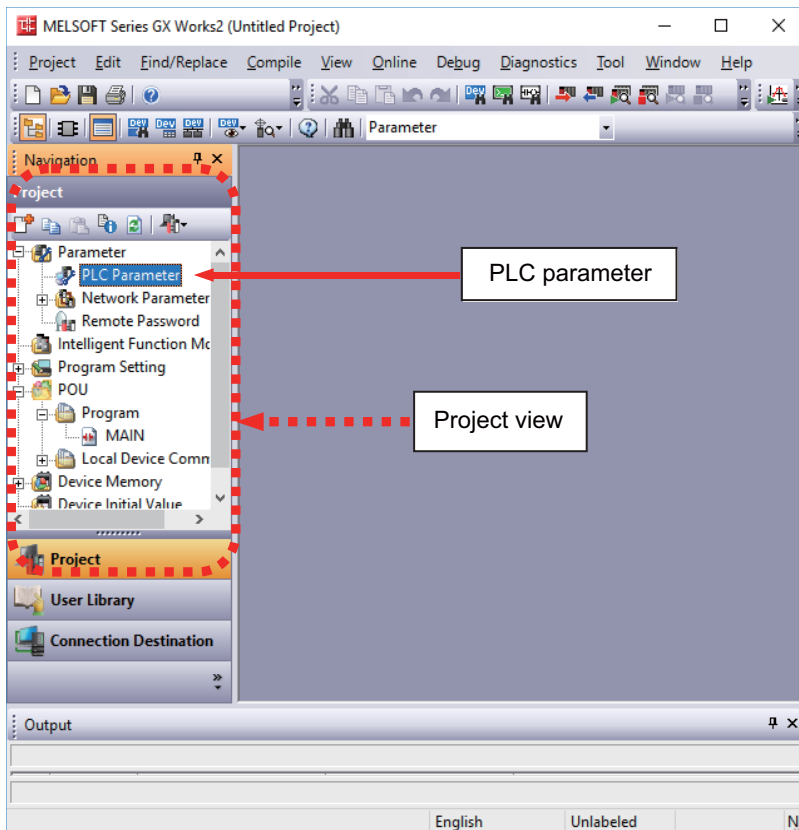 MELSOFT Series GX Works2 (Untitled Project)
Project Edit Find/Replace Compile View Online Debug Diagnostics Tool Window Help
Parameter
Navigation
Project
Parameter
PLC Parameter
PLC parameter
Network Parameter
Remote Password
Intelligent Function Mo
Program Setting
POU
Program
Project view
MAIN
Local Device Comm
Device Memory
Device Initial Value
Project
User Library
Connection Destination
Output
English Unlabeled N